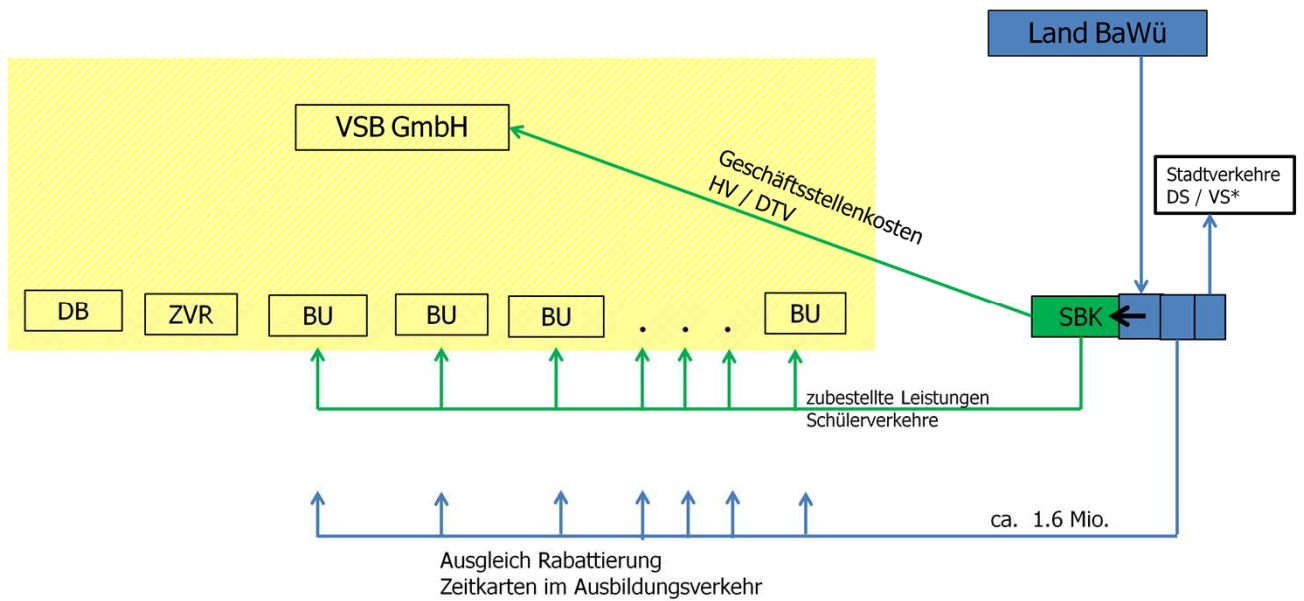 Land BaWü
VSB GmbH
Geschäftsstellenkosten
HV / DTV
Stadtverkehre
DS / VS*
DB
ZVR
BU
BU
BU
. . .
BU
SBK
zubestellte Leistungen
Schülerverkehre
ca. 1.6 Mio.
Ausgleich Rabattierung
Zeitkarten im Ausbildungsverkehr